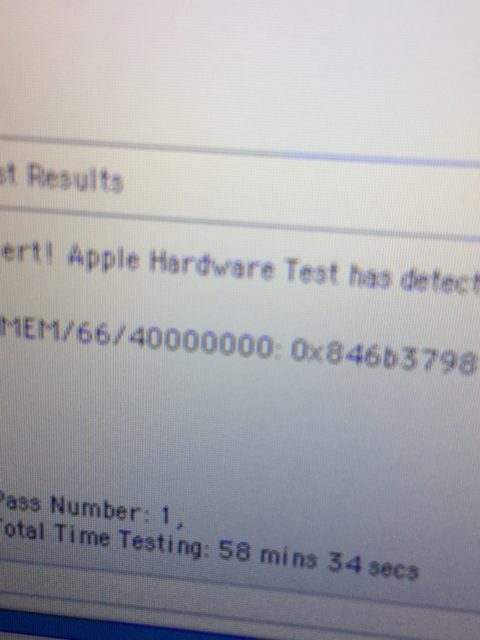 st Results
ert! Apple Hardware Test has detect
MEM/66/40000000: 0x846b3798
Pass Number: 1,
Total Time Testing: 58 mins 34 secs